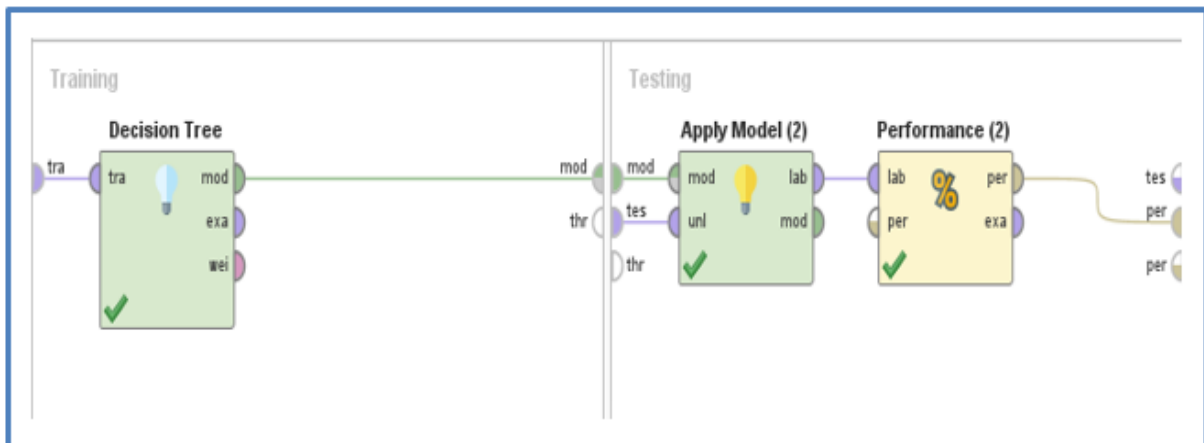 Training
Testing
Decision Tree
Apply Model (2)
Performance (2)
tra
tra
mod
mod
mod
mod
lab
lab
per
tes
exa
thr
tes
unl
mod
per
exa
per
wei
thr
per
%